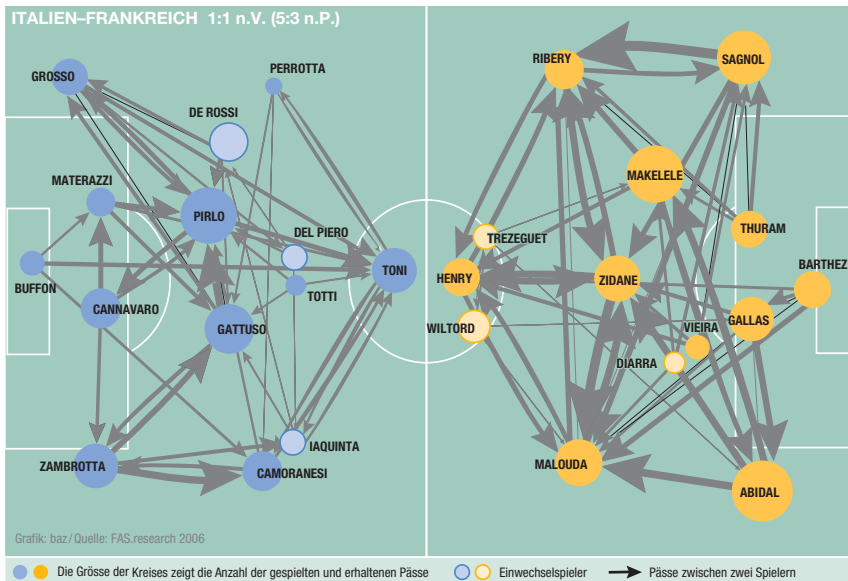 ITALIEN–FRANKREICH 1:1 n.V. (5:3 n.P.)
GROSSO
PERROTTA
DE ROSSI
MATERAZZI
PIRLO
DEL PIERO
BUFFON
TONI
TOTTI
CANNAVARO
GATTUSO
IAQUINTA
ZAMBROTTA
CAMORANESI
RIBERY
SAGNOL
MAKELELE
THURAM
TREZEGUET
BARTHEZ
HENRY
ZIDANE
WILTORD
GALLAS
VIEIRA
DIARRA
MALOUDA
ABIDAL
Grafik: baz/Quelle: FAS.research 2006
Die Grösse der Kreises zeigt die Anzahl der gespielten und erhaltenen Pässe
Einwechselspieler
Pässe zwischen zwei Spielern